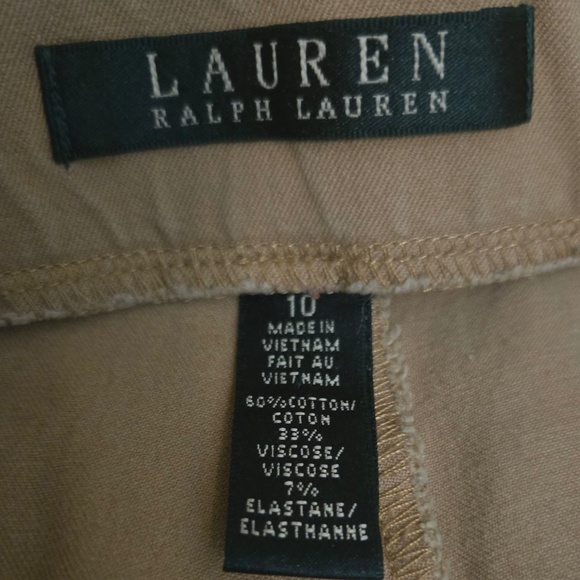 LAUREN
RALPH LAUREN
10
MADE IN
VIETNAM
FAIT AU
VIETNAM
60%COTTON/
COTON
33%
VISCOSE/
VISCOSE
7%
ELASTANE/
ELASTHANNE